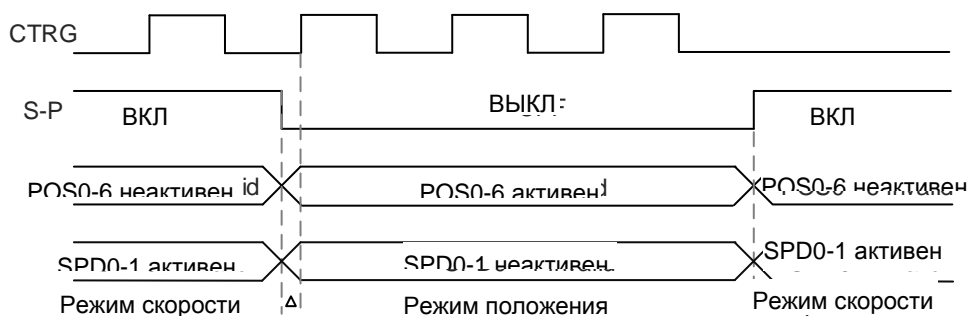 CTRG
S-P ВКЛ ВЫКЛ ВКЛ
POS0-6 неактивен id POS0-6 активен POS0-6 неактивен
SPD0-1 активен SPD0-1 неактивен SPD0-1 активен
Режим скорости Δ Режим положения Режим скорости